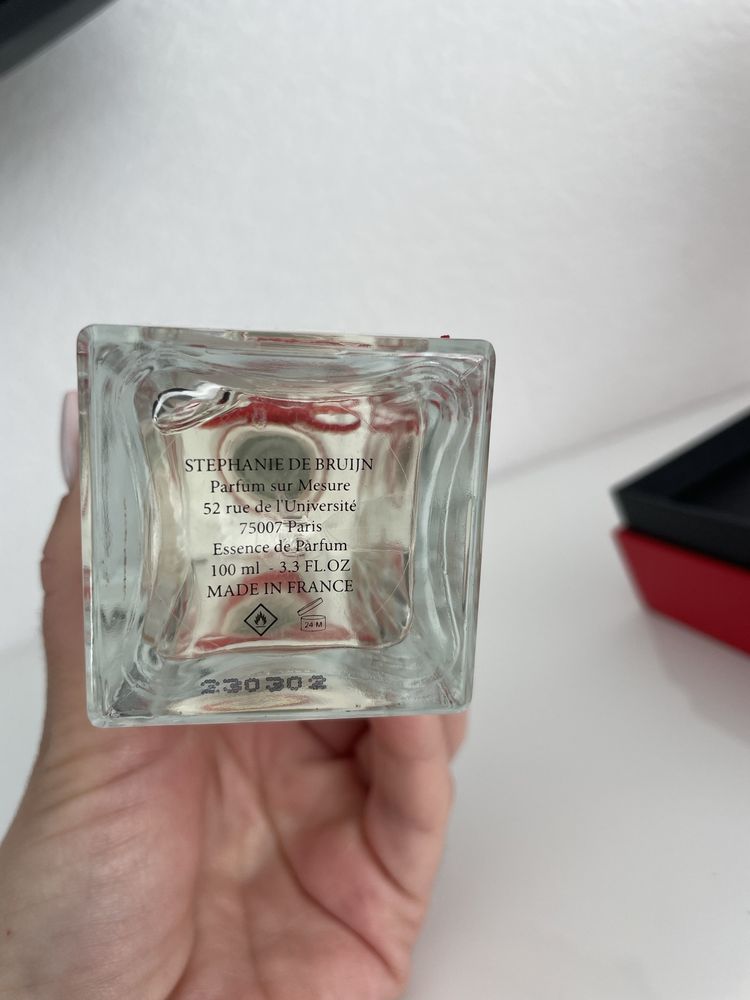 STEPHANIE DE BRUIJN
Parfum sur Mesure
52 rue de l'Université
75007 Paris
Essence de Parfum
100 ml - 3.3 FL.OZ
MADE IN FRANCE
24 M
230302